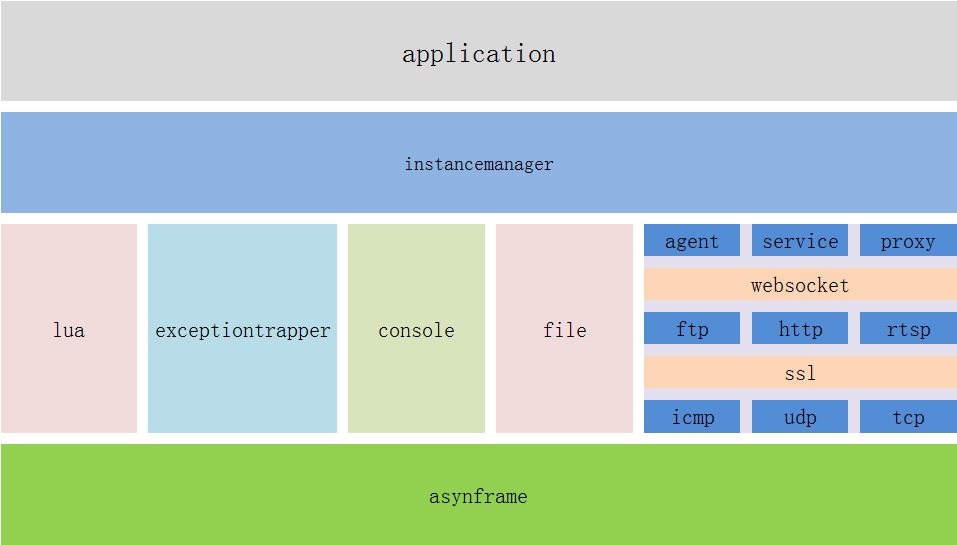 application
instancemanager
lua
exceptiontrapper
console
file
agent service proxy
websocket
ftp http rtsp
ssl
icmp udp tcp
asynframe